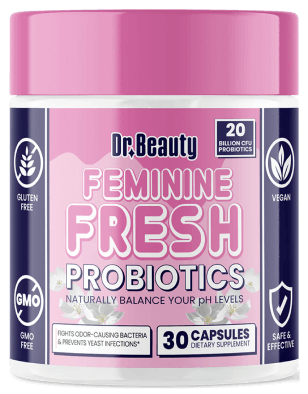 Dr. Beauty
20
BILLION CFU
PROBIOTICS
FEMININE
FRESH
PROBIOTICS
NATURALLY BALANCE YOUR pH LEVELS
GLUTEN
FREE
VEGAN
GMO
GMO
FREE
SAFE &
EFFECTIVE
FIGHTS ODOR-CAUSING BACTERIA
& PREVENTS YEAST INFECTIONS*
30 CAPSULES
DIETARY SUPPLEMENT